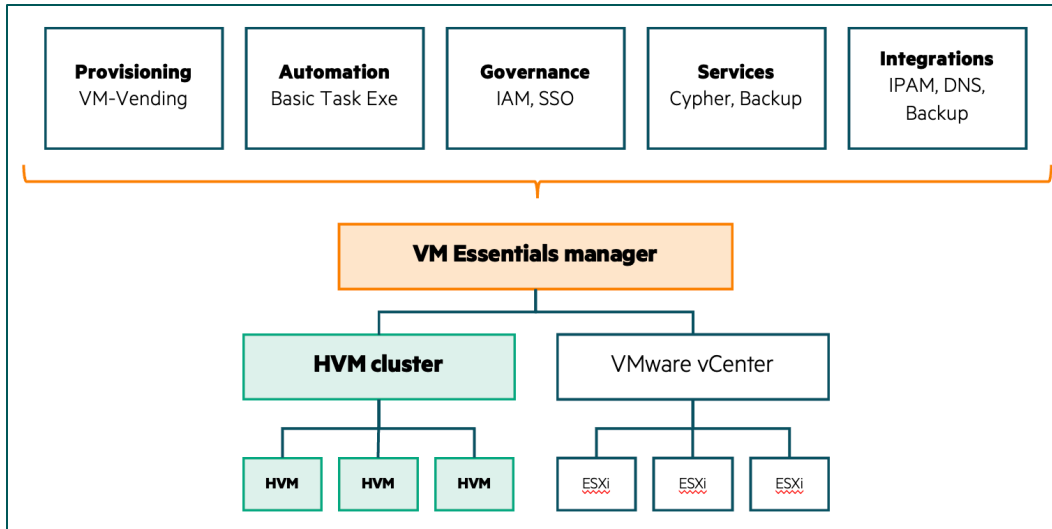 Provisioning
VM-Vending
Automation
Basic Task Exe
Governance
IAM, SSO
Services
Cypher, Backup
Integrations
IPAM, DNS,
Backup
VM Essentials manager
HVM cluster
VMware vCenter
HVM
HVM
HVM
ESXi
ESXi
ESXi